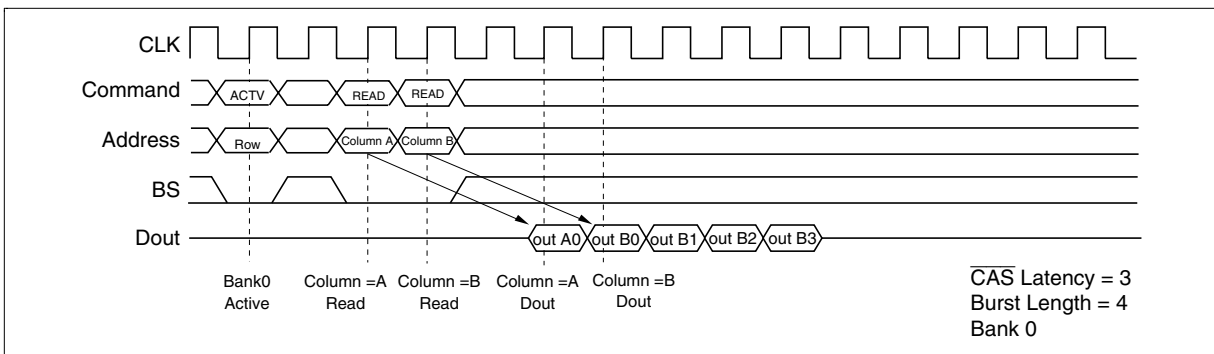 CLK
Command ACTV READ READ
Address Row Column A Column B
BS
Dout out A0 out B0 out B1 out B2 out B3
Bank0 Active
Column =A Read
Column =B Read
Column =A Dout
Column =B Dout
CAS Latency = 3
Burst Length = 4
Bank 0